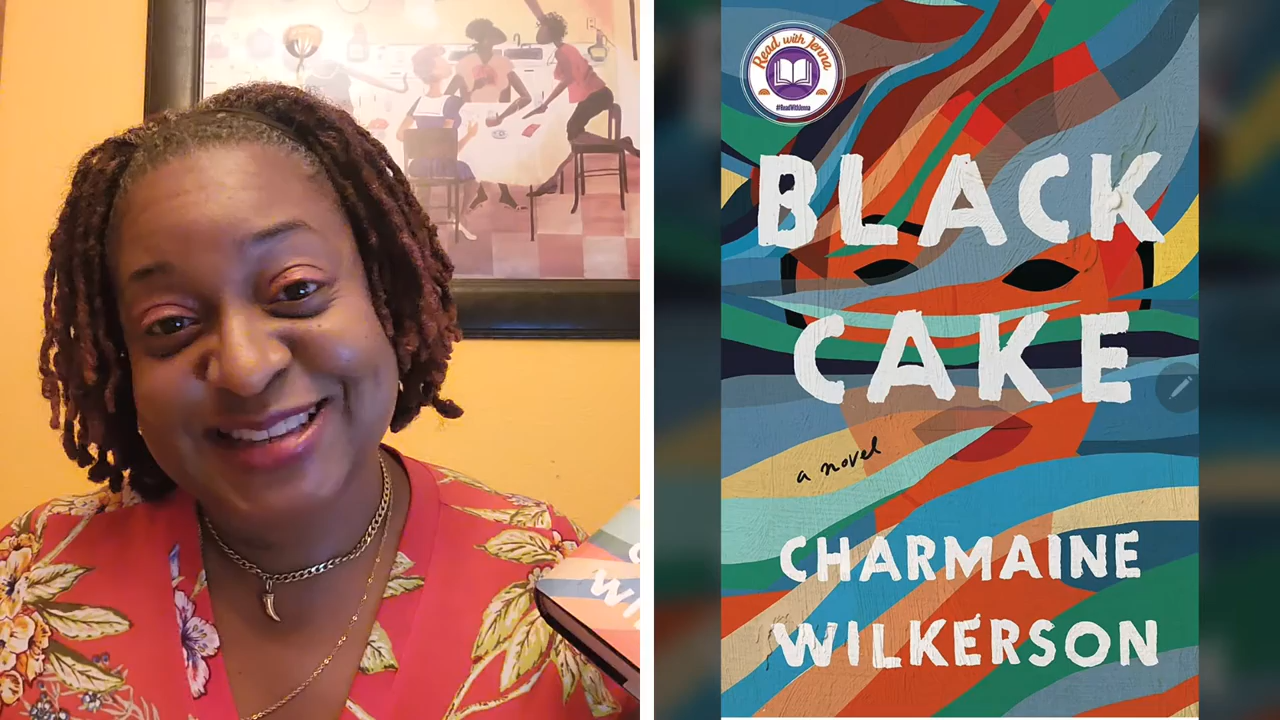 Read with Jenna
#ReadWithJenna
BLACK
CAKE
a novel
CHARMAINE
WILKERSON